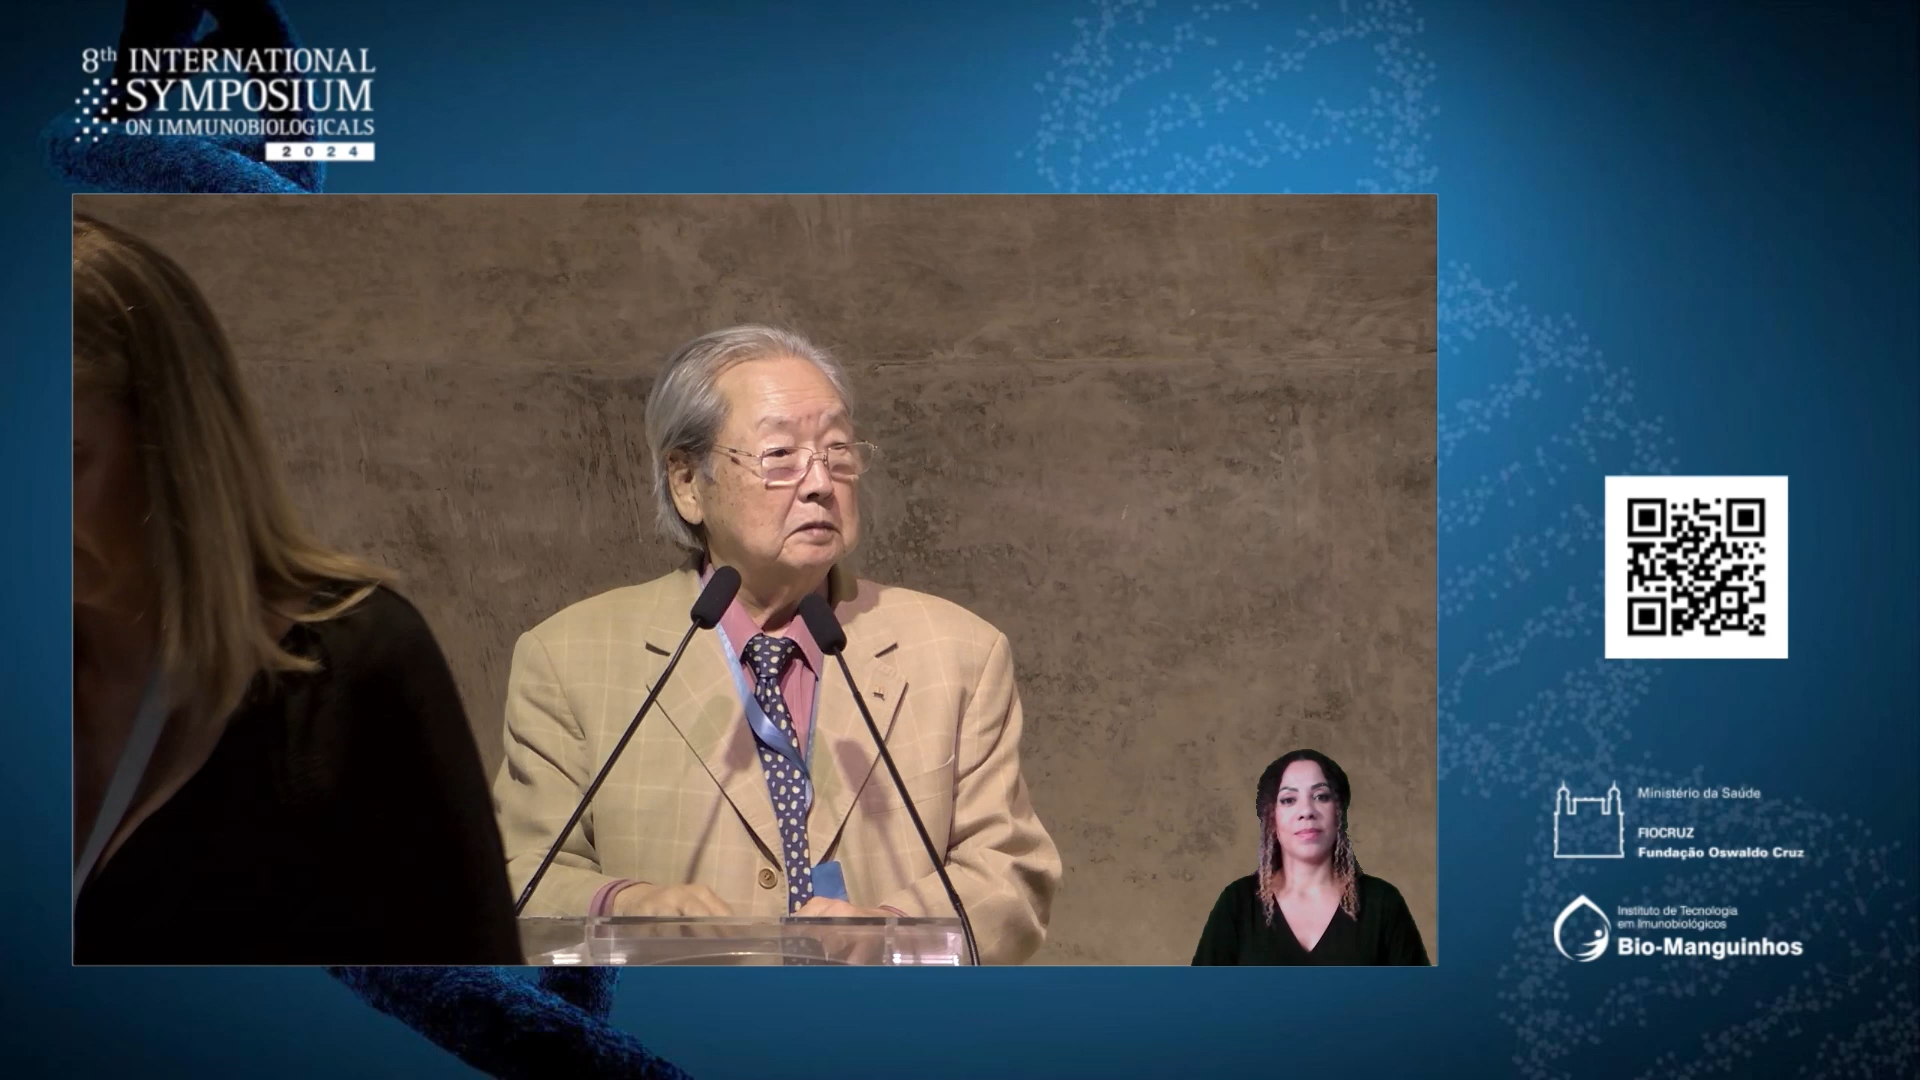 8th INTERNATIONAL
SYMPOSIUM
ON IMMUNOBIOLOGICALS
2024
Ministério da Saúde
FIOCRUZ
Fundação Oswaldo Cruz
Instituto de Tecnologia
em Imunobiológicos
Bio-Manguinhos